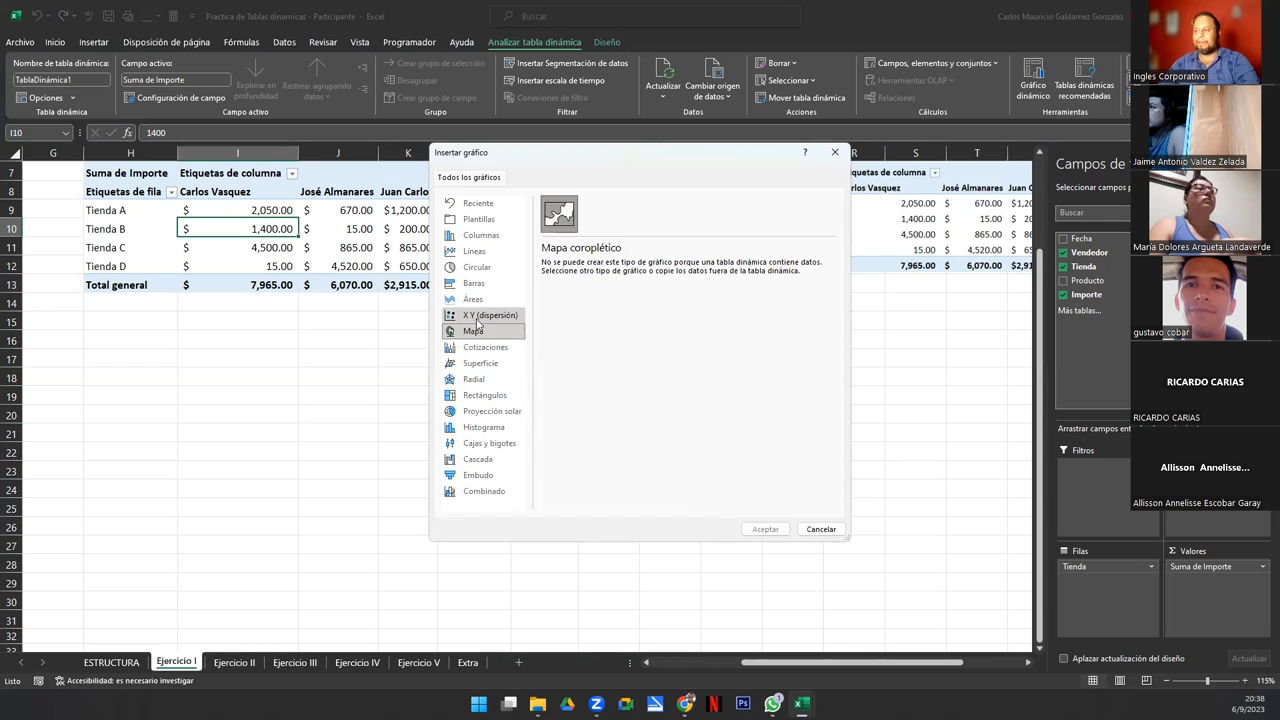 Practica de Tablas dinamicas - Participante - Excel
Buscar
Carlos Mauricio Galdamez Gonzalez
Archivo Inicio Insertar Disposición de página Fórmulas Datos Revisar Vista Programador Ayuda Analizar tabla dinámica Diseño
Nombre de tabla dinámica: Campo activo:
TablaDinámica1 Suma de Importe
Opciones Configuración de campo
Explorar en profundidad
Rastrear agrupando datos
Crear grupo de selección
Desagrupar
Crear grupo de campos
Insertar Segmentación de datos
Insertar escala de tiempo
Conexiones de filtro
Actualizar
Cambiar origen de datos
Borrar
Seleccionar
Mover tabla dinámica
Campos, elementos y conjuntos
Herramientas OLAP
Relaciones
Gráfico dinámico
Tablas dinámicas recomendadas
Tabla dinámica Campo activo Grupo Filtrar Datos Acciones Cálculos Herramientas
I10 fx 1400
G H I J K R S T U
7 Suma de Importe Etiquetas de columna
8 Etiquetas de fila Carlos Vasquez José Almanares Juan Carlo
9 Tienda A $ 2,050.00 $ 670.00 $1,200.00
10 Tienda B $ 1,400.00 $ 15.00 $ 200.00
11 Tienda C $ 4,500.00 $ 865.00 $ 865.00
12 Tienda D $ 15.00 $ 4,520.00 $ 650.00
13 Total general $ 7,965.00 $ 6,070.00 $2,915.00
14
15
16
17
18
19
20
21
22
23
24
25
26
27
28
29
30
31
32
quetas de columna
arlos Vasquez José Almanares Juan Carlo
2,050.00 $ 670.00 $1,200.00
1,400.00 $ 15.00 $ 200.00
4,500.00 $ 865.00 $ 865.00
15.00 $ 4,520.00 $ 650.00
7,965.00 $ 6,070.00 $2,91
Insertar gráfico ?
Todos los gráficos
Reciente
Plantillas
Columnas
Líneas
Circular
Barras
Áreas
X Y (dispersión)
Mapa
Cotizaciones
Superficie
Radial
Rectángulos
Proyección solar
Histograma
Cajas y bigotes
Cascada
Embudo
Combinado
Mapa coroplético
No se puede crear este tipo de gráfico porque una tabla dinámica contiene datos.
Seleccione otro tipo de gráfico o copie los datos fuera de la tabla dinámica.
Aceptar Cancelar
Campos de
Seleccionar campos p
Buscar
Fecha
Vendedor
Tienda
Producto
Importe
Más tablas...
Arrastrar campos ent
Filtros
Filas
Tienda
Σ Valores
Suma de Importe
Aplazar actualización del diseño Actualizar
Ingles Corporativo
Jaime Antonio Valdez Zelada
María Dolores Argueta Landaverde
gustavo cobar
RICARDO CARIAS
RICARDO CARIAS
Allisson Annelisse...
Allisson Annelisse Escobar Garay
ESTRUCTURA Ejercicio I Ejercicio II Ejercicio III Ejercicio IV Ejercicio V Extra
Listo Accesibilidad: es necesario investigar 115%
20:38
6/9/2023